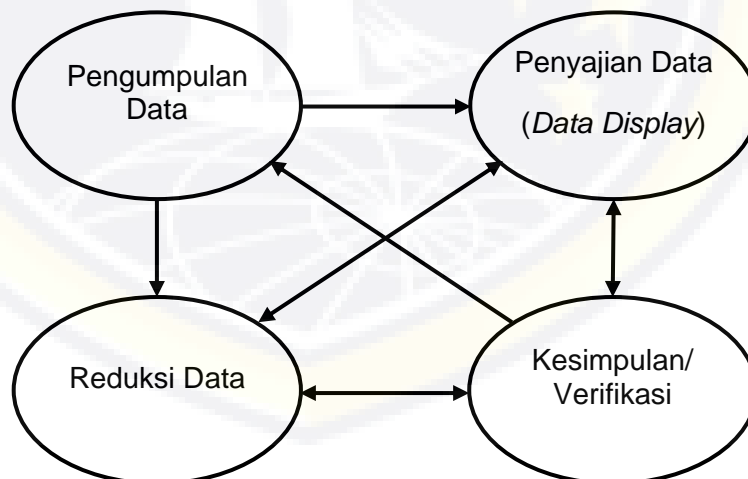 Pengumpulan
Data
Penyajian Data
(Data Display)
Reduksi Data
Kesimpulan/
Verifikasi